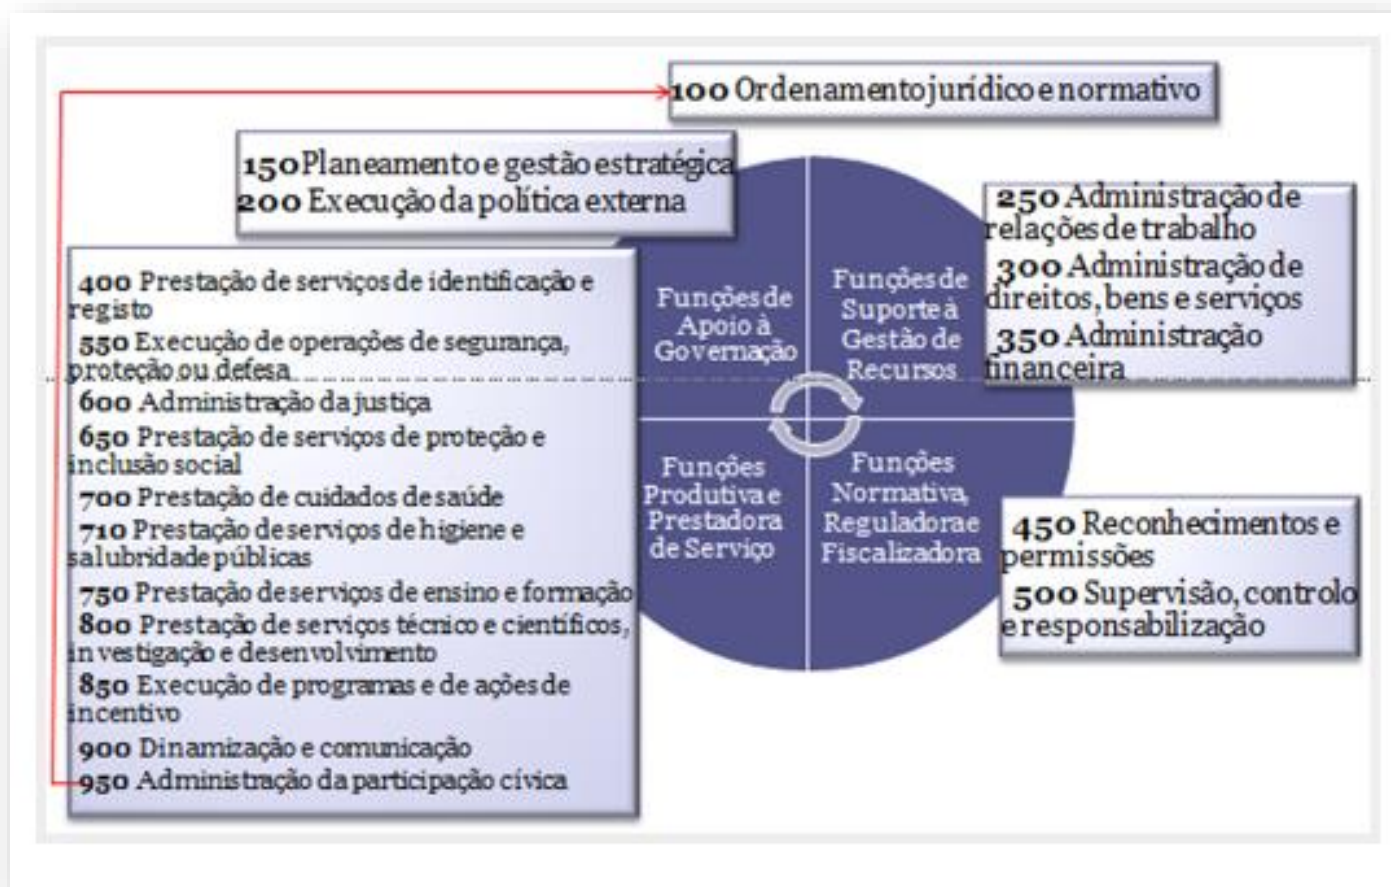 100 Ordenamento jurídico e normativo
150 Planeamento e gestão estratégica
200 Execução da política externa
250 Administração de
relações de trabalho
300 Administração de
direitos, bens e serviços
350 Administração
financeira
400 Prestação de serviços de identificação e
registo
550 Execução de operações de segurança,
proteção ou defesa
600 Administração da justiça
650 Prestação de serviços de proteção e
inclusão social
700 Prestação de cuidados de saúde
710 Prestação de serviços de higiene e
salubridade públicas
750 Prestação de serviços de ensino e formação
800 Prestação de serviços técnico e científicos,
investigação e desenvolvimento
850 Execução de programas e de ações de
incentivo
900 Dinamização e comunicação
950 Administração da participação cívica
Funções de
Apoio à
Governação
Funções de
Suporte à
Gestão de
Recursos
Funções
Produtiva e
Prestadora
de Serviço
Funções
Normativa,
Reguladora e
Fiscalizadora
450 Reconhecimentos e
permissões
500 Supervisão, controlo
e responsabilização